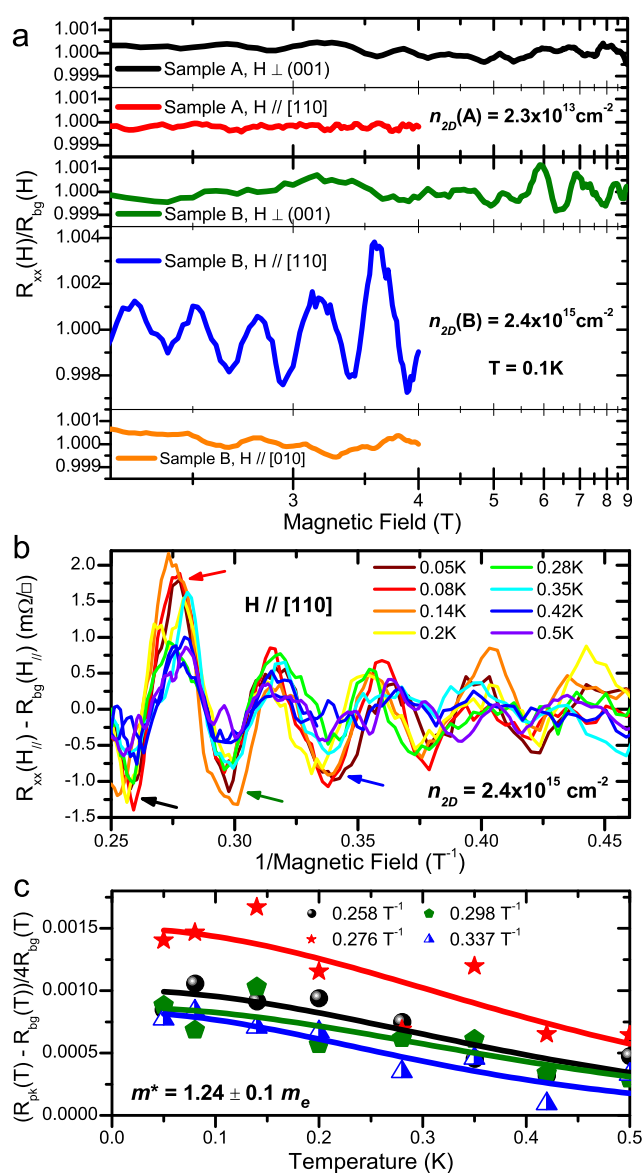 a
1.001
1.000
0.999
Sample A, H ⊥ (001)
1.001
1.000
0.999
Sample A, H // [110]
n2D(A) = 2.3x10^13 cm^-2
1.001
1.000
0.999
Sample B, H ⊥ (001)
1.004
1.002
1.000
0.998
Sample B, H // [110]
n2D(B) = 2.4x10^15 cm^-2
T = 0.1K
1.001
1.000
0.999
Sample B, H // [010]
Rxx(H)/Rbg(H)
3 4 5 6 7 8 9
Magnetic Field (T)
b
2.0
1.5
1.0
0.5
0.0
-0.5
-1.0
-1.5
Rxx(H//) - Rbg(H//) (mΩ/□)
H // [110]
0.05K 0.28K
0.08K 0.35K
0.14K 0.42K
0.2K 0.5K
n2D = 2.4x10^15 cm^-2
0.25 0.30 0.35 0.40 0.45
1/Magnetic Field (T^-1)
c
0.0015
0.0010
0.0005
0.0000
(Rpk(T) - Rbg(T))/4Rbg(T)
0.258 T^-1 0.298 T^-1
0.276 T^-1 0.337 T^-1
m* = 1.24 ± 0.1 me
0.0 0.1 0.2 0.3 0.4 0.5
Temperature (K)